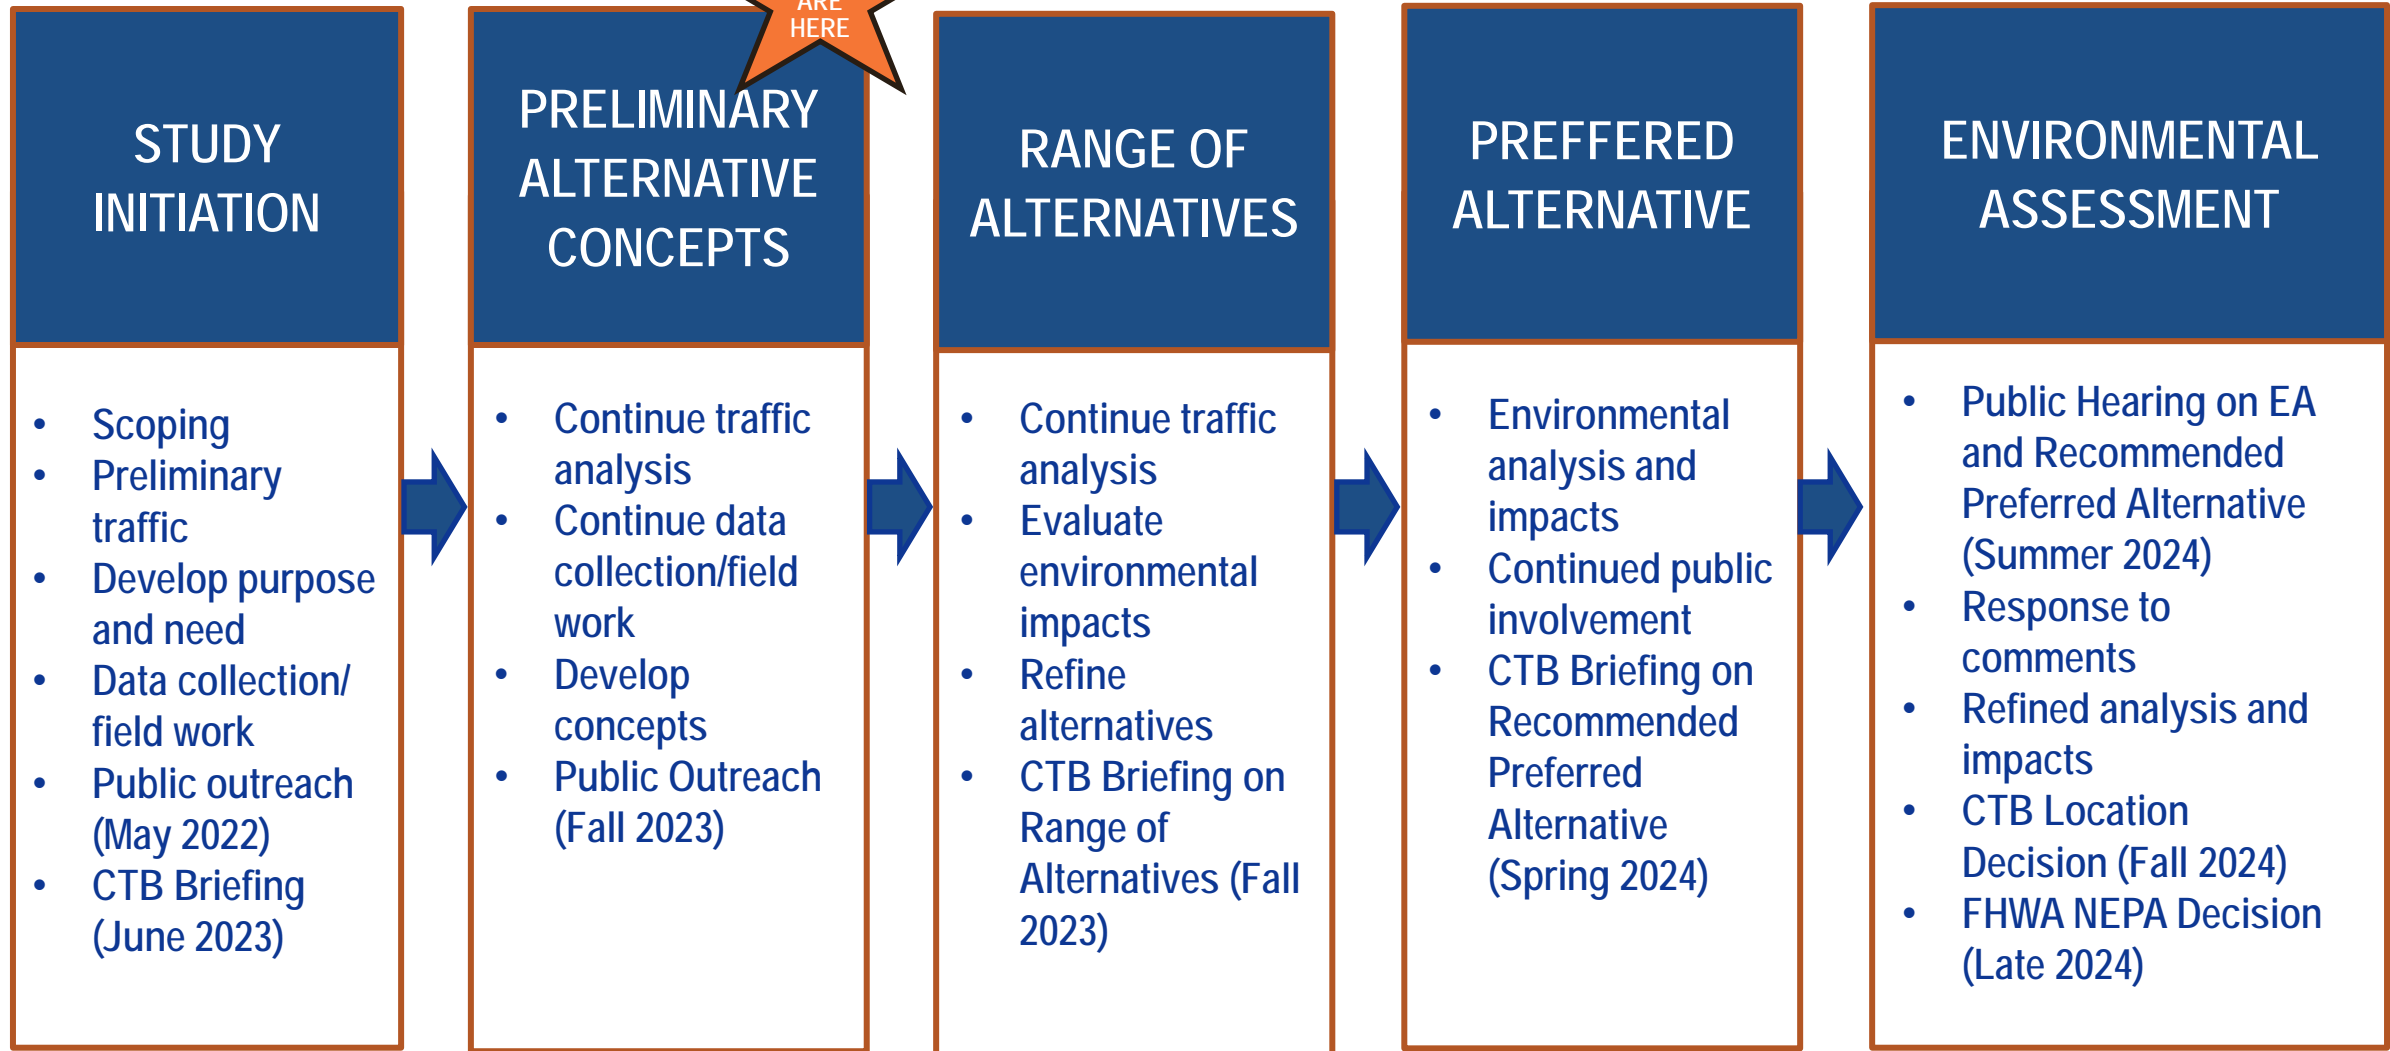 ARE
HERE
STUDY
INITIATION
• Scoping
• Preliminary
traffic
• Develop purpose
and need
• Data collection/
field work
• Public outreach
(May 2022)
• CTB Briefing
(June 2023)
PRELIMINARY
ALTERNATIVE
CONCEPTS
• Continue traffic
analysis
• Continue data
collection/field
work
• Develop
concepts
• Public Outreach
(Fall 2023)
RANGE OF
ALTERNATIVES
• Continue traffic
analysis
• Evaluate
environmental
impacts
• Refine
alternatives
• CTB Briefing on
Range of
Alternatives (Fall
2023)
PREFFERED
ALTERNATIVE
• Environmental
analysis and
impacts
• Continued public
involvement
• CTB Briefing on
Recommended
Preferred
Alternative
(Spring 2024)
ENVIRONMENTAL
ASSESSMENT
• Public Hearing on EA
and Recommended
Preferred Alternative
(Summer 2024)
• Response to
comments
• Refined analysis and
impacts
• CTB Location
Decision (Fall 2024)
• FHWA NEPA Decision
(Late 2024)